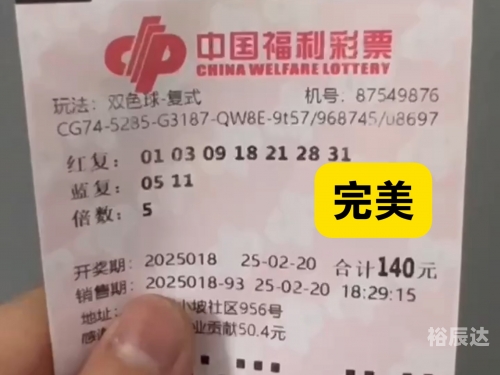 中国福利彩票
CHINA WELFARE LOTTERY
玩法：双色球-复式 机号：87549876
CG74-5285-G3187-QW8E-9t57/968745/u8697
红复：01 03 09 18 21 28 31
蓝复：05 11
倍数：5
完美
开奖期：2025018 25-02-20 合计140元
销售期：2025018-93 25-02-20 18:29:15
地址： 小坡社区956号
感 业贡献50.4元
裕辰达